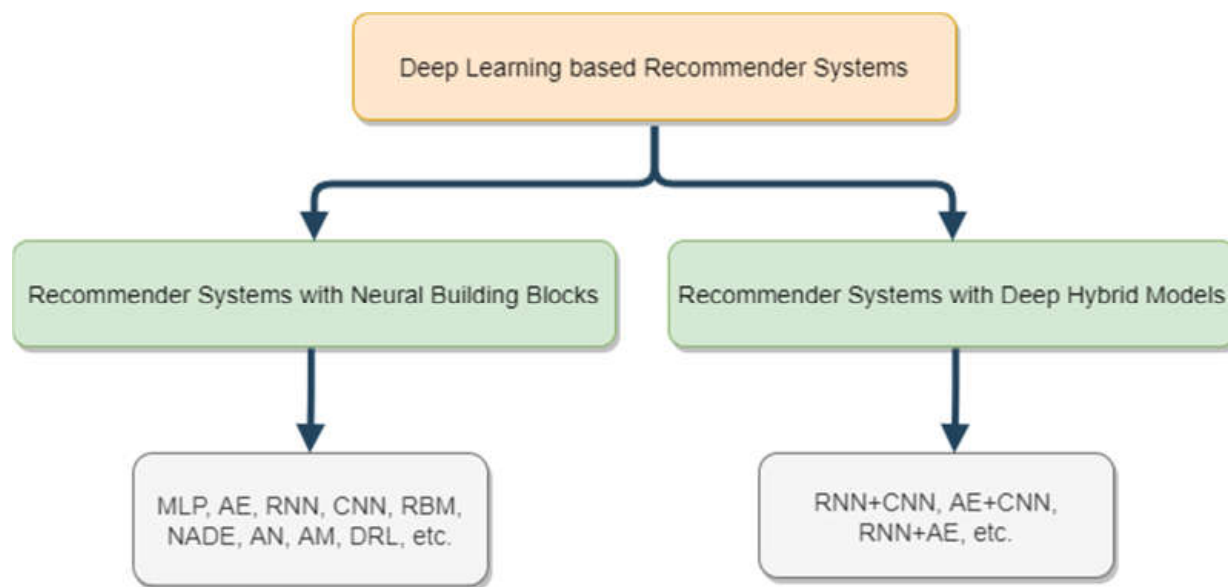 Deep Learning based Recommender Systems
Recommender Systems with Neural Building Blocks
Recommender Systems with Deep Hybrid Models
MLP, AE, RNN, CNN, RBM,
NADE, AN, AM, DRL, etc.
RNN+CNN, AE+CNN,
RNN+AE, etc.